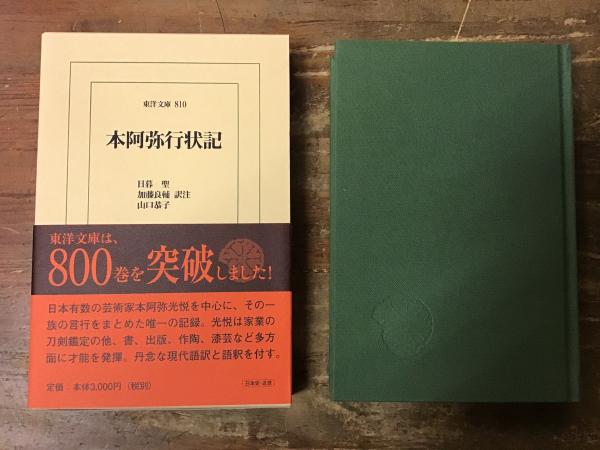 東洋文庫 810
本阿弥行状記
日暮 聖
加藤良輔 訳注
山口恭子
東洋文庫は、
800巻を突破しました!
日本有数の芸術家本阿弥光悦を中心に、その一
族の言行をまとめた唯一の記録。光悦は家業の
刀剣鑑定の他、書、出版、作陶、漆芸など多方
面に才能を発揮。丹念な現代語訳と語釈を付す。
定価:本体3,000円(税別)